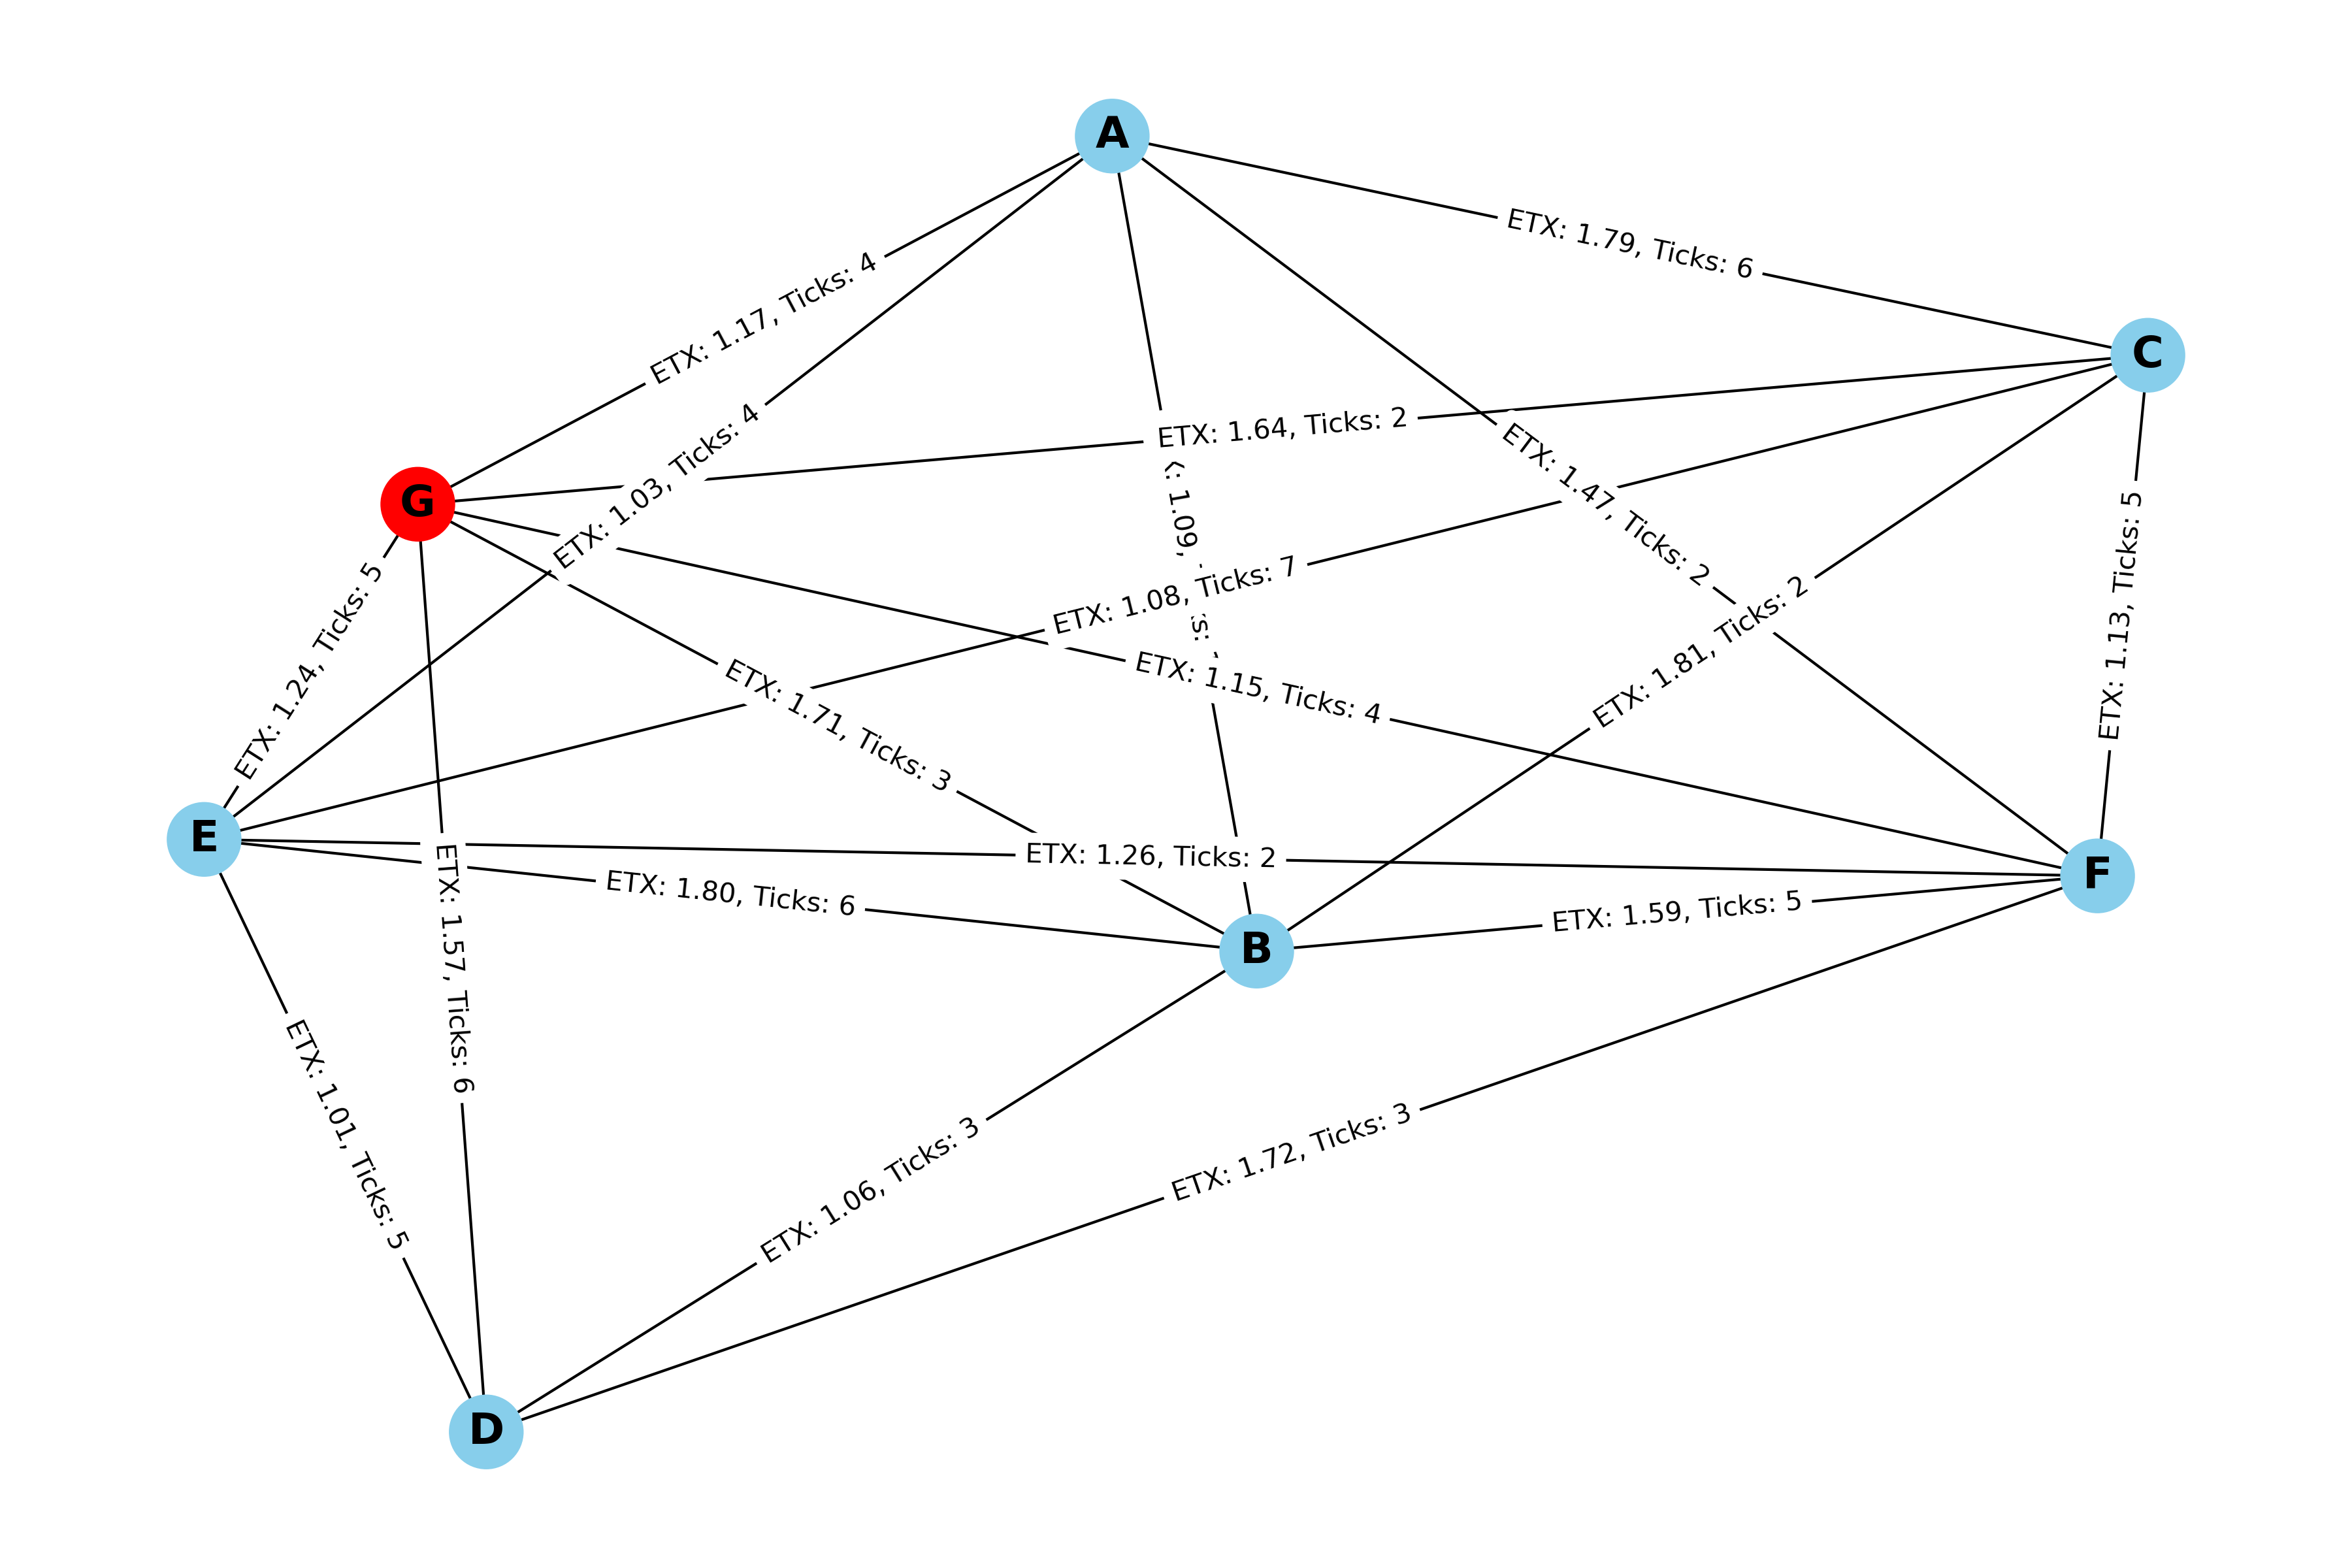 A
ETX: 1.79, Ticks: 6
ETX: 1.17, Ticks: 4
C
ETX: 1.64, Ticks: 2
ETX: 1.03, Ticks: 4
G
ETX: 1.47, Ticks: 2
1.09,
ETX: 1.08, Ticks: 7
ETX: 1.13, Ticks: 5
ETX: 1.81, Ticks: 2
ETX: 1.24, Ticks: 5
ETX: 1.15, Ticks: 4
ETX: 1.71, Ticks: 3
E
ETX: 1.26, Ticks: 2
F
ETX: 1.80, Ticks: 6
ETX: 1.59, Ticks: 5
B
ETX: 1.57, Ticks: 6
ETX: 1.01, Ticks: 5
ETX: 1.06, Ticks: 3
ETX: 1.72, Ticks: 3
D